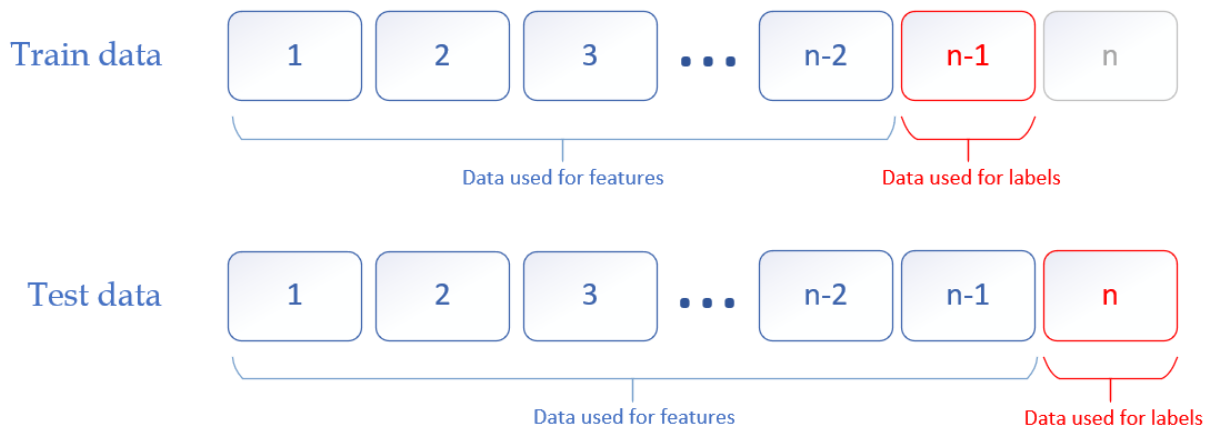 Train data 1 2 3 ... n-2 n-1 n
Data used for features Data used for labels
Test data 1 2 3 ... n-2 n-1 n
Data used for features Data used for labels